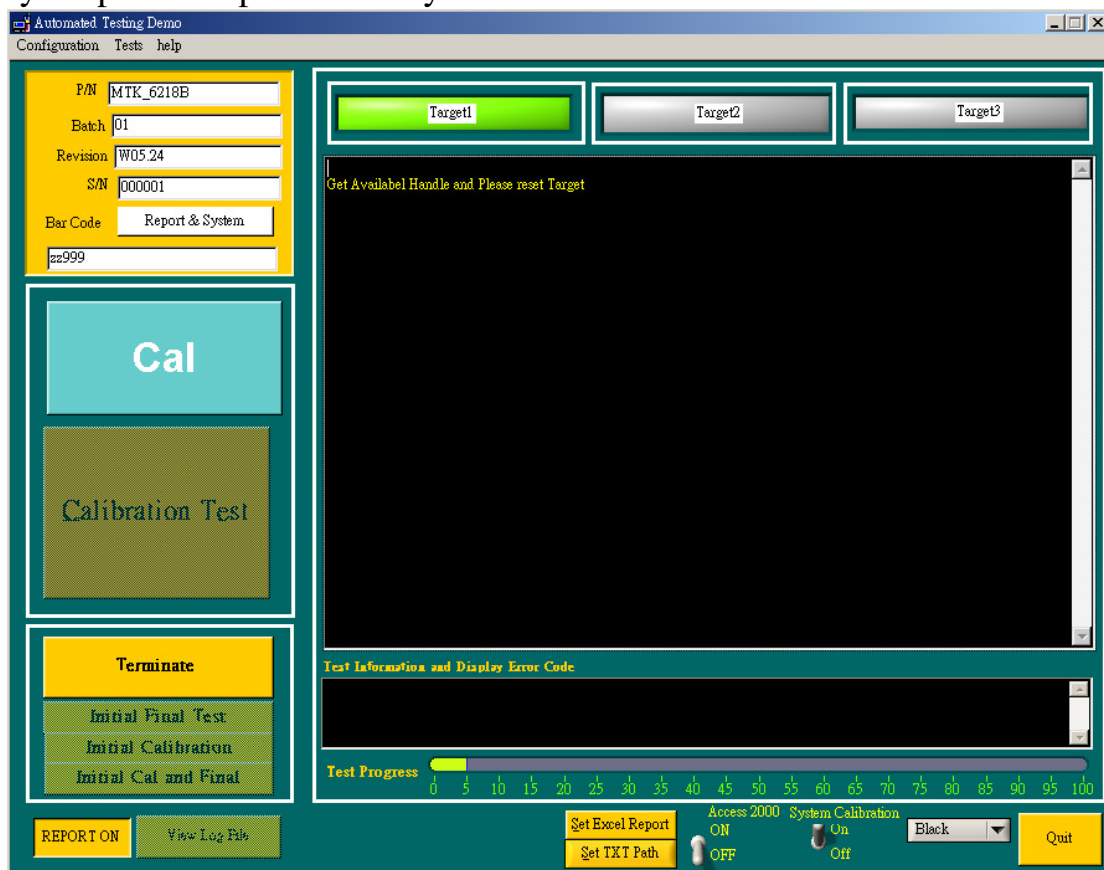 Automated Testing Demo
Configuration Tests help
P/N MTK_6218B
Batch 01
Revision W05.24
S/N 000001
Bar Code Report & System
zz999
Target1 Target2 Target3
Get Availabel Handle and Please reset Target
Cal
Calibration Test
Terminate
Initial Final Test
Initial Calibration
Initial Cal and Final
Test Information and Display Error Code
Test Progress
0 5 10 15 20 25 30 35 40 45 50 55 60 65 70 75 80 85 90 95 100
REPORT ON
View Log File
Set Excel Report
Set TXT Path
Access 2000
ON
OFF
System Calibration
On
Off
Black
Quit